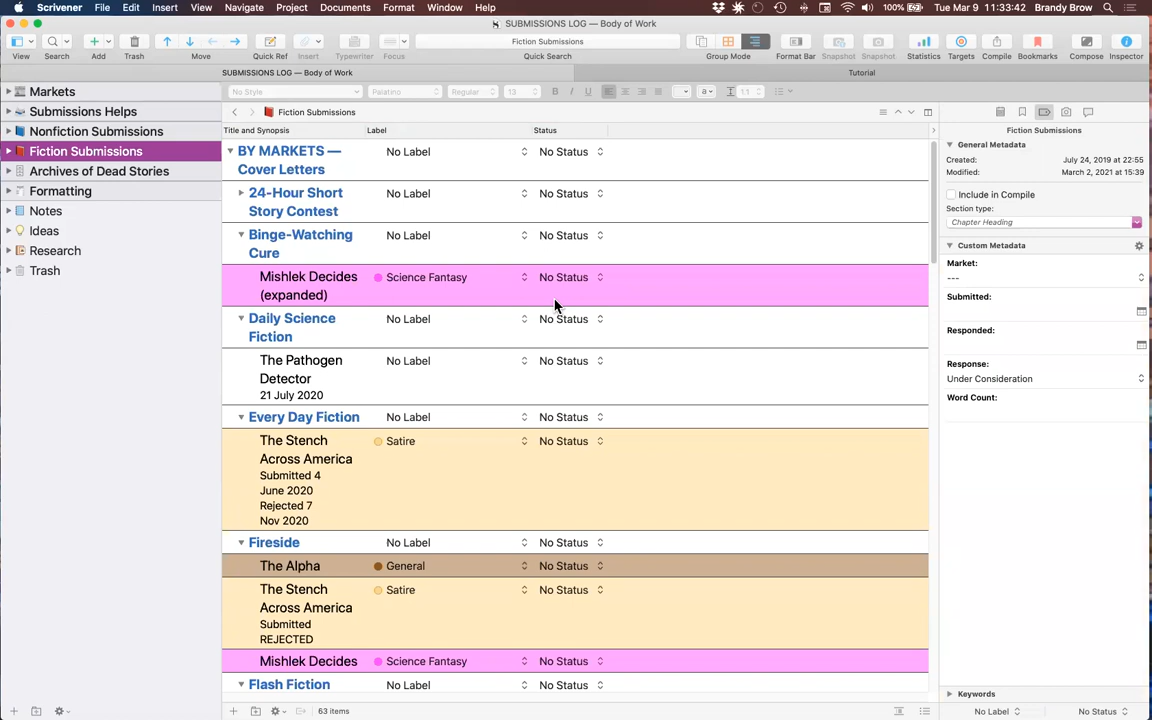 Scrivener File Edit Insert View Navigate Project Documents Format Window Help 100% Tue Mar 9 11:33:42 Brandy Brow
SUBMISSIONS LOG — Body of Work
Fiction Submissions
View Search Add Trash Move Quick Ref Insert Typewriter Focus Quick Search Group Mode Format Bar Snapshot Snapshot Statistics Targets Compile Bookmarks Compose Inspector
SUBMISSIONS LOG — Body of Work Tutorial
No Style Palatino Regular 13 B I U a 1.1
Markets
Submissions Helps
Nonfiction Submissions
Fiction Submissions
Archives of Dead Stories
Formatting
Notes
Ideas
Research
Trash
Fiction Submissions
Title and Synopsis Label Status
BY MARKETS — No Label No Status
Cover Letters
24-Hour Short No Label No Status
Story Contest
Binge-Watching No Label No Status
Cure
Mishlek Decides Science Fantasy No Status
(expanded)
Daily Science No Label No Status
Fiction
The Pathogen No Label No Status
Detector
21 July 2020
Every Day Fiction No Label No Status
The Stench Satire No Status
Across America
Submitted 4
June 2020
Rejected 7
Nov 2020
Fireside No Label No Status
The Alpha General No Status
The Stench Satire No Status
Across America
Submitted
REJECTED
Mishlek Decides Science Fantasy No Status
Flash Fiction No Label No Status
63 items
Fiction Submissions
General Metadata
Created: July 24, 2019 at 22:55
Modified: March 2, 2021 at 15:39
Include in Compile
Section type:
Chapter Heading
Custom Metadata
Market:
---
Submitted:
Responded:
Response:
Under Consideration
Word Count:
Keywords
No Label No Status